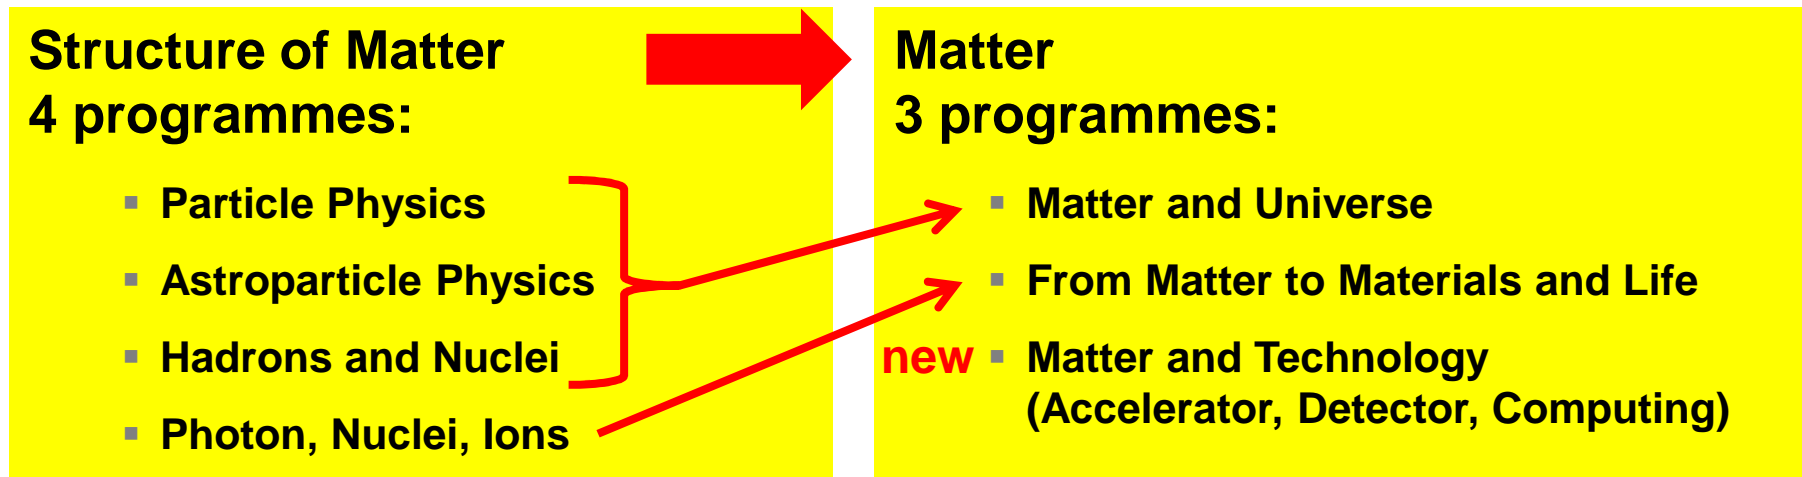 Structure of Matter
4 programmes:
Particle Physics
Astroparticle Physics
Hadrons and Nuclei
Photon, Nuclei, Ions
Matter
3 programmes:
Matter and Universe
From Matter to Materials and Life
new Matter and Technology
(Accelerator, Detector, Computing)